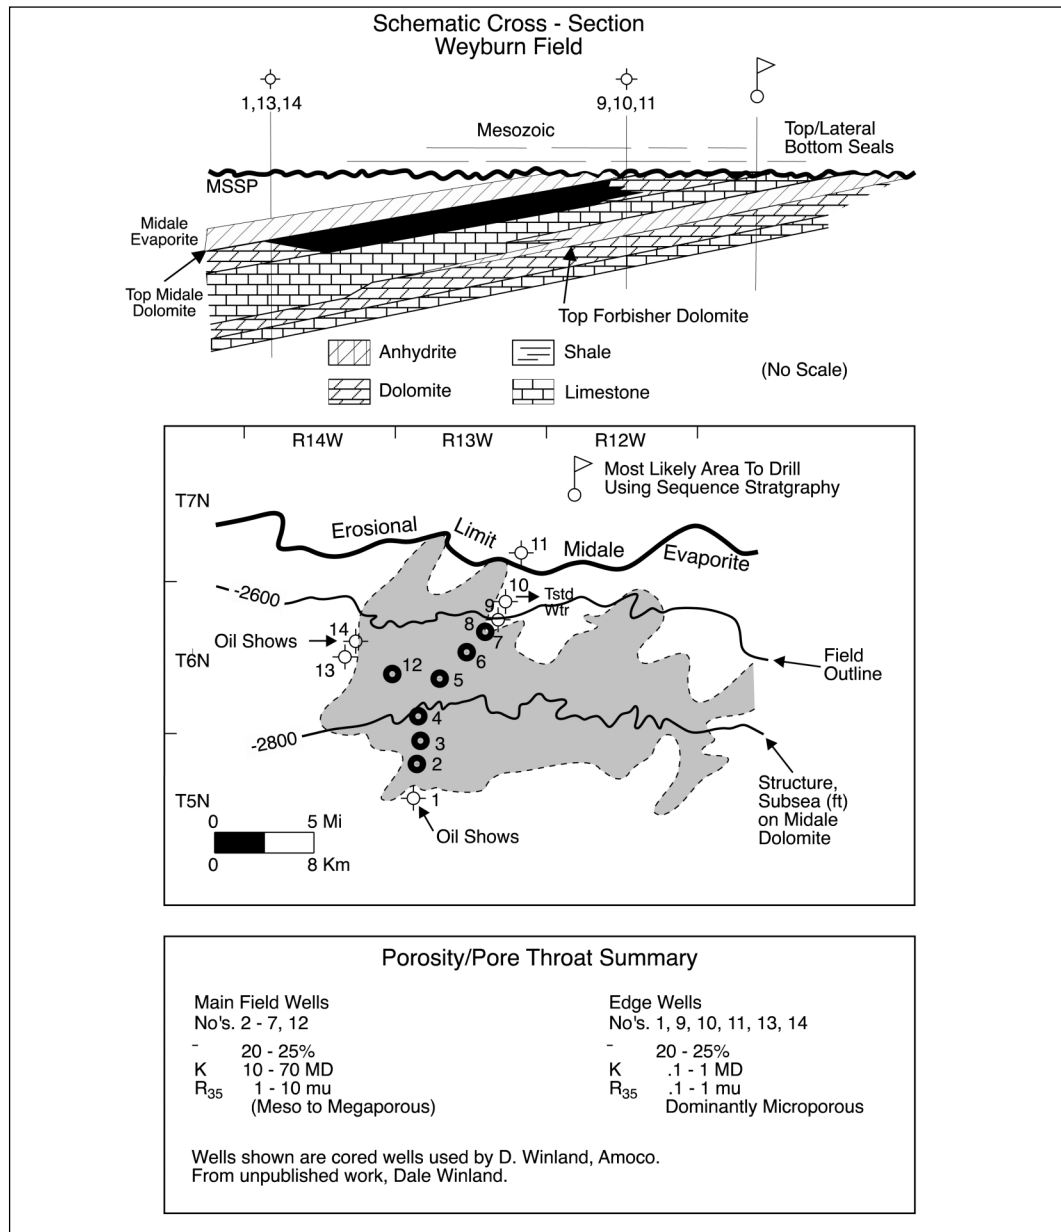 Schematic Cross - Section
Weyburn Field
1,13,14
9,10,11
Mesozoic
Top/Lateral
Bottom Seals
MSSP
Midale
Evaporite
Top Midale
Dolomite
Top Forbisher Dolomite
Anhydrite
Shale
Dolomite
Limestone
(No Scale)
R14W
R13W
R12W
Most Likely Area To Drill
Using Sequence Stratgraphy
T7N
Erosional Limit Midale Evaporite
11
-2600
10
Tstd
Wtr
9
8
7
14
Oil Shows
13
T6N
12
6
5
Field
Outline
4
-2800
3
2
T5N
1
Oil Shows
Structure,
Subsea (ft)
on Midale
Dolomite
0 5 Mi
0 8 Km
Porosity/Pore Throat Summary
Main Field Wells
No's. 2 - 7, 12
- 20 - 25%
K 10 - 70 MD
R35 1 - 10 mu
(Meso to Megaporous)
Edge Wells
No's. 1, 9, 10, 11, 13, 14
- 20 - 25%
K .1 - 1 MD
R35 .1 - 1 mu
Dominantly Microporous
Wells shown are cored wells used by D. Winland, Amoco.
From unpublished work, Dale Winland.